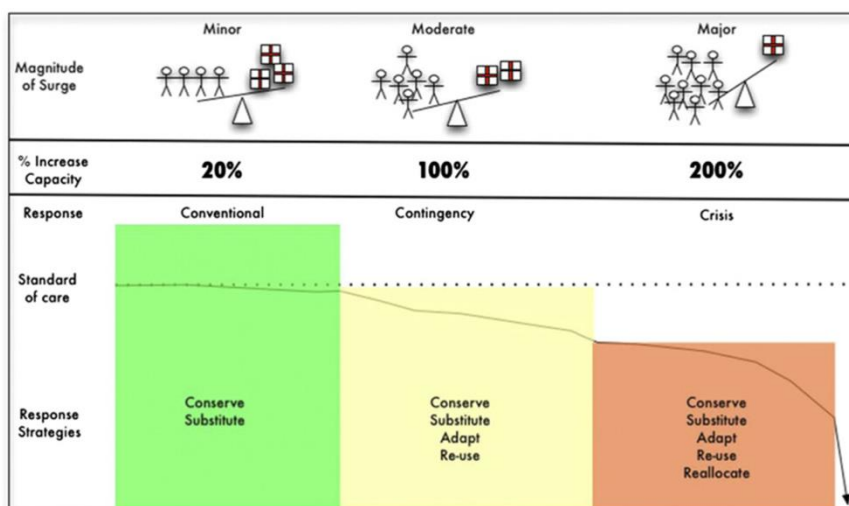 Minor Moderate Major
Magnitude
of Surge
% Increase
Capacity
20% 100% 200%
Response Conventional Contingency Crisis
Standard
of care
Response
Strategies
Conserve
Substitute
Conserve
Substitute
Adapt
Re-use
Conserve
Substitute
Adapt
Re-use
Reallocate